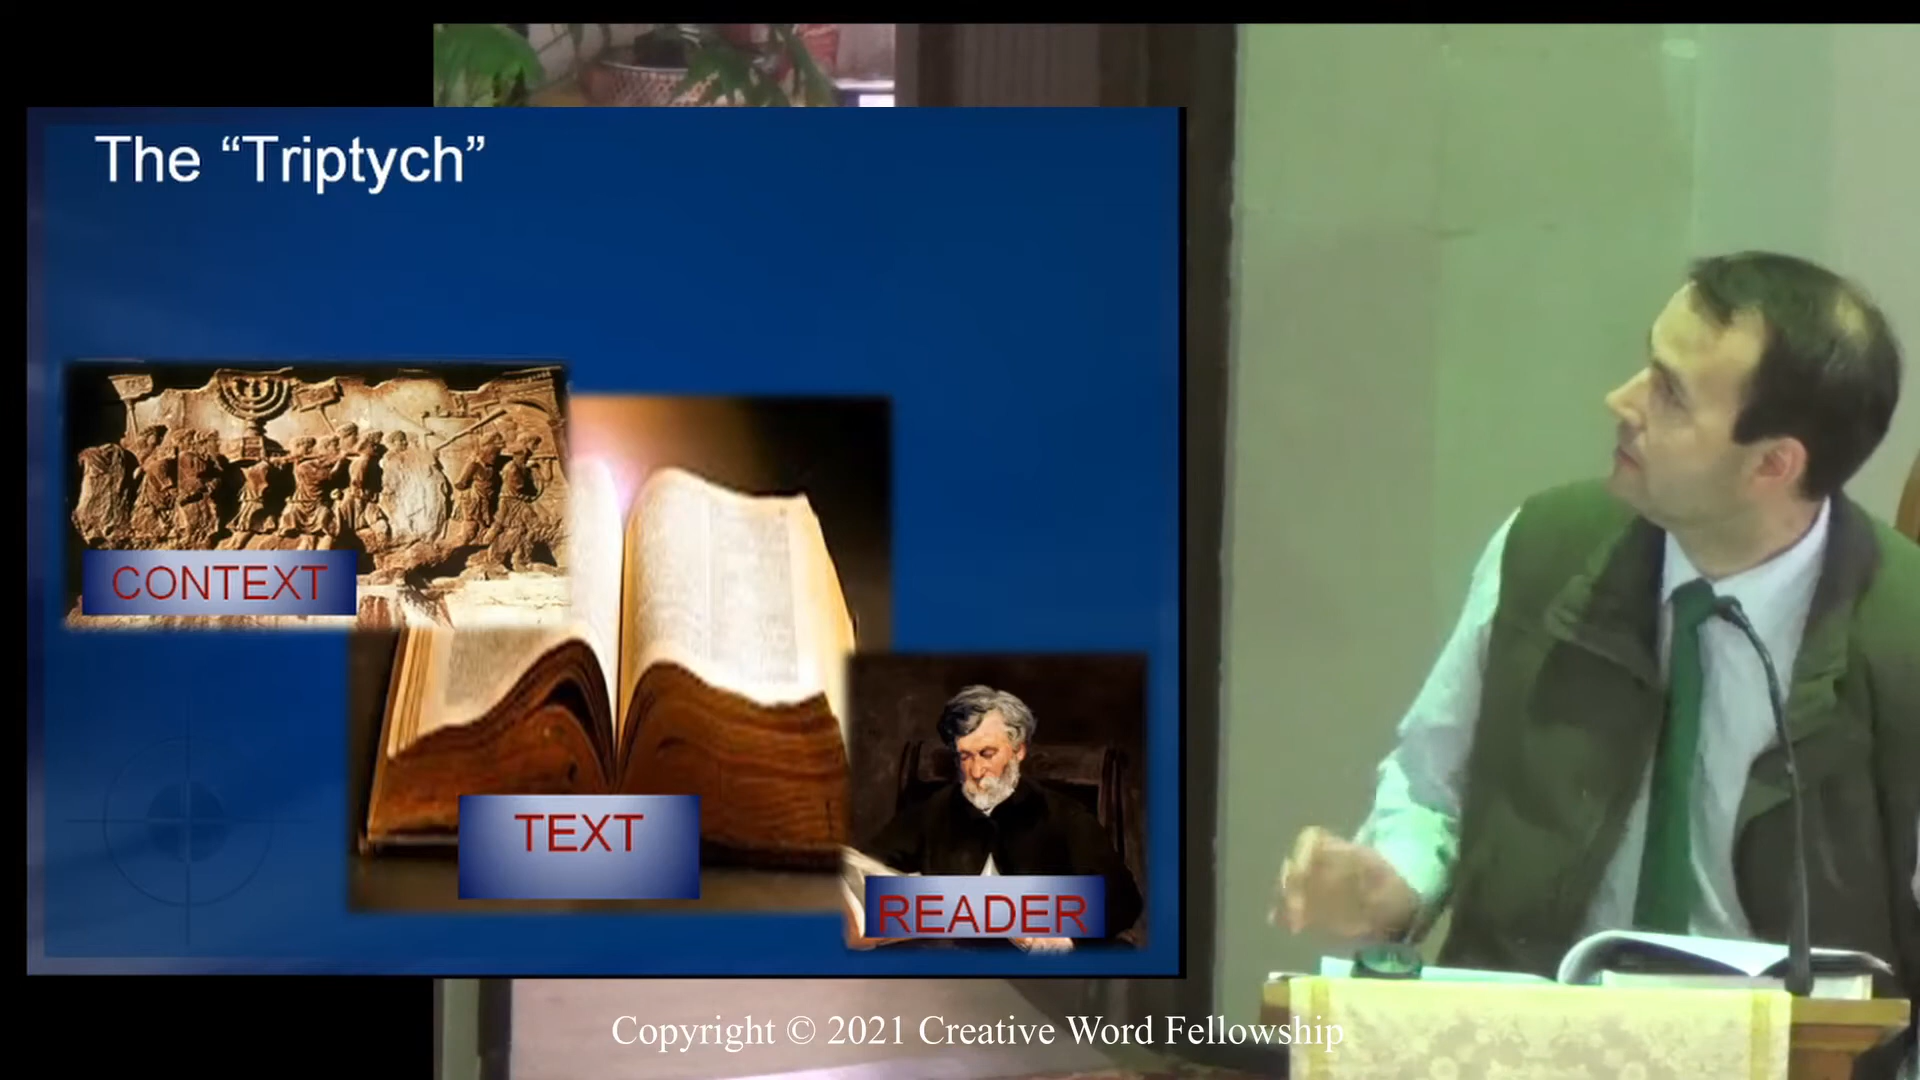 The “Triptych”
CONTEXT
TEXT
READER
Copyright © 2021 Creative Word Fellowship